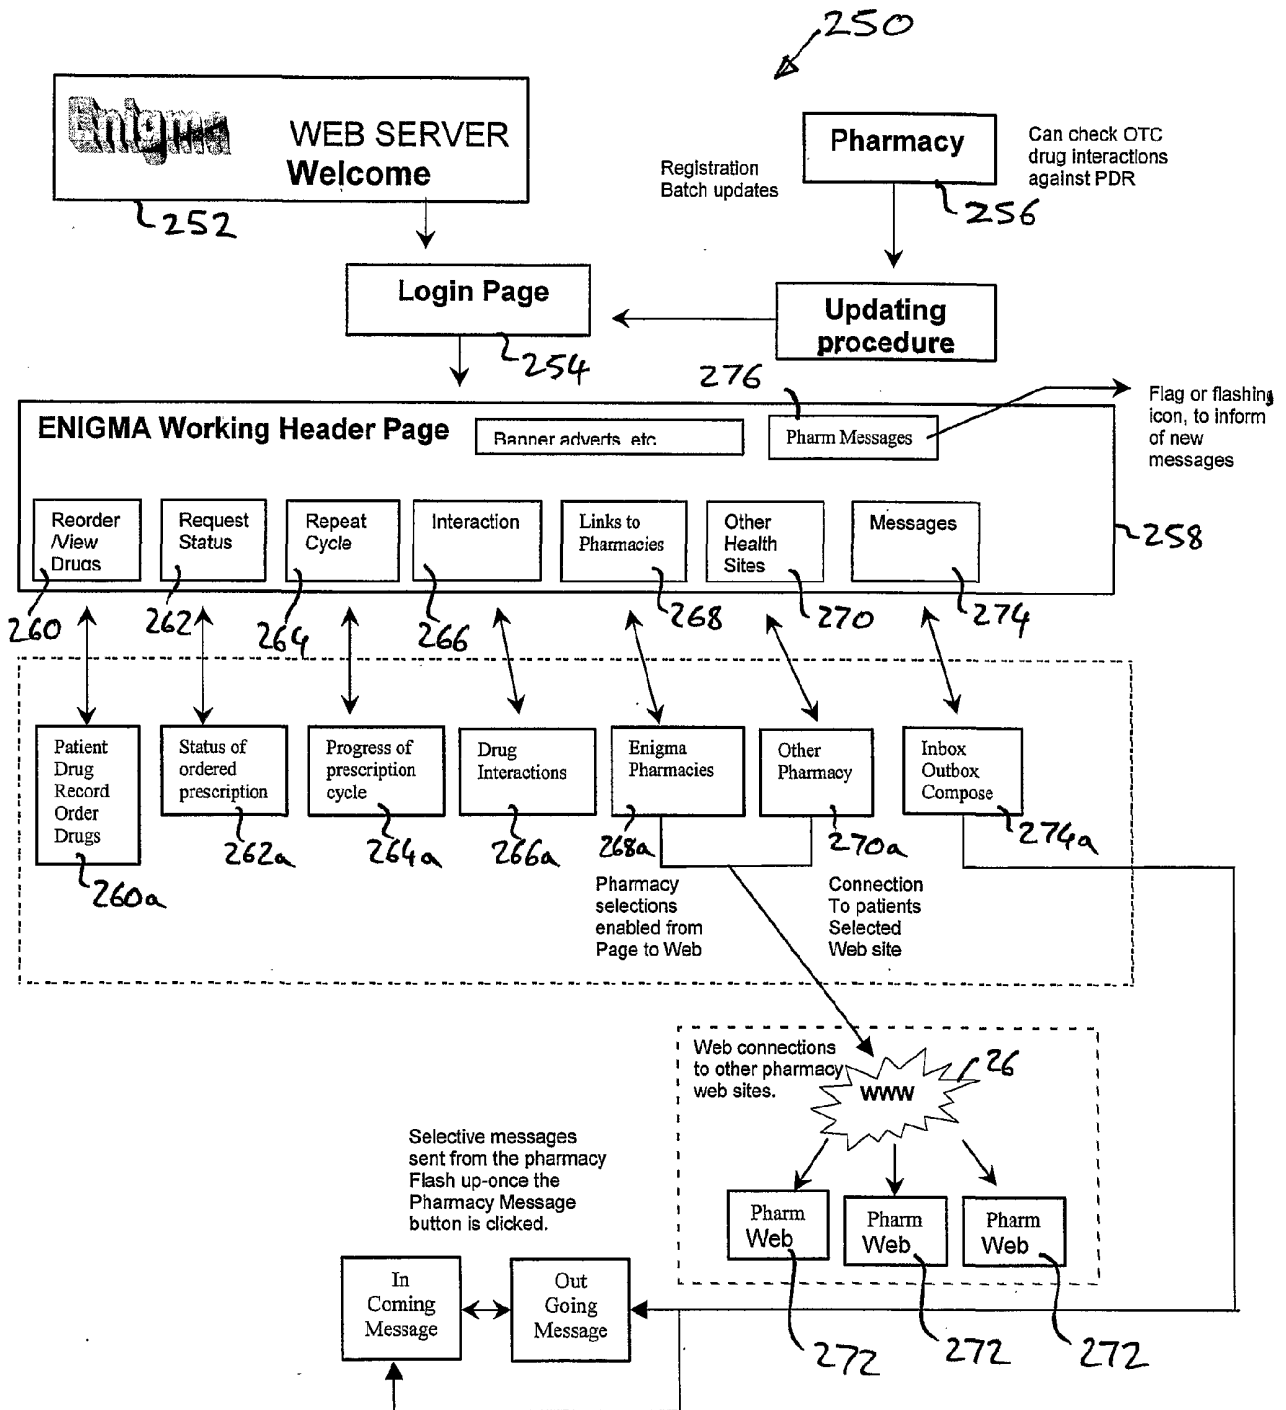 250
Enigma
WEB SERVER
Welcome
252
Registration
Batch updates
Pharmacy
256
Can check OTC
drug interactions
against PDR
Login Page
254
Updating
procedure
276
ENIGMA Working Header Page
Banner adverts etc
Pharm Messages
Flag or flashing
icon, to inform
of new
messages
Reorder
/View
Drugs
Request
Status
Repeat
Cycle
Interaction
Links to
Pharmacies
Other
Health
Sites
Messages
258
260
262
264
266
268
270
274
Patient
Drug
Record
Order
Drugs
Status of
ordered
prescription
Progress of
prescription
cycle
Drug
Interactions
Enigma
Pharmacies
Other
Pharmacy
Inbox
Outbox
Compose
260a
262a
264a
266a
268a
270a
274a
Pharmacy
selections
enabled from
Page to Web
Connection
To patients
Selected
Web site
Web connections
to other pharmacy
web sites.
WWW
26
Selective messages
sent from the pharmacy
Flash up-once the
Pharmacy Message
button is clicked.
Pharm
Web
Pharm
Web
Pharm
Web
In
Coming
Message
Out
Going
Message
272
272
272